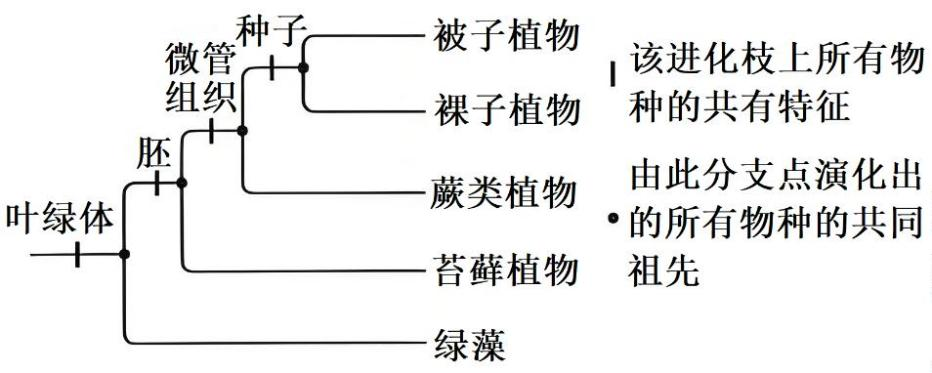 种子
被子植物
微管
组织
该进化枝上所有物
种的共有特征
裸子植物
胚
由此分支点演化出
的所有物种的共同
祖先
蕨类植物
叶绿体
苔藓植物
绿藻